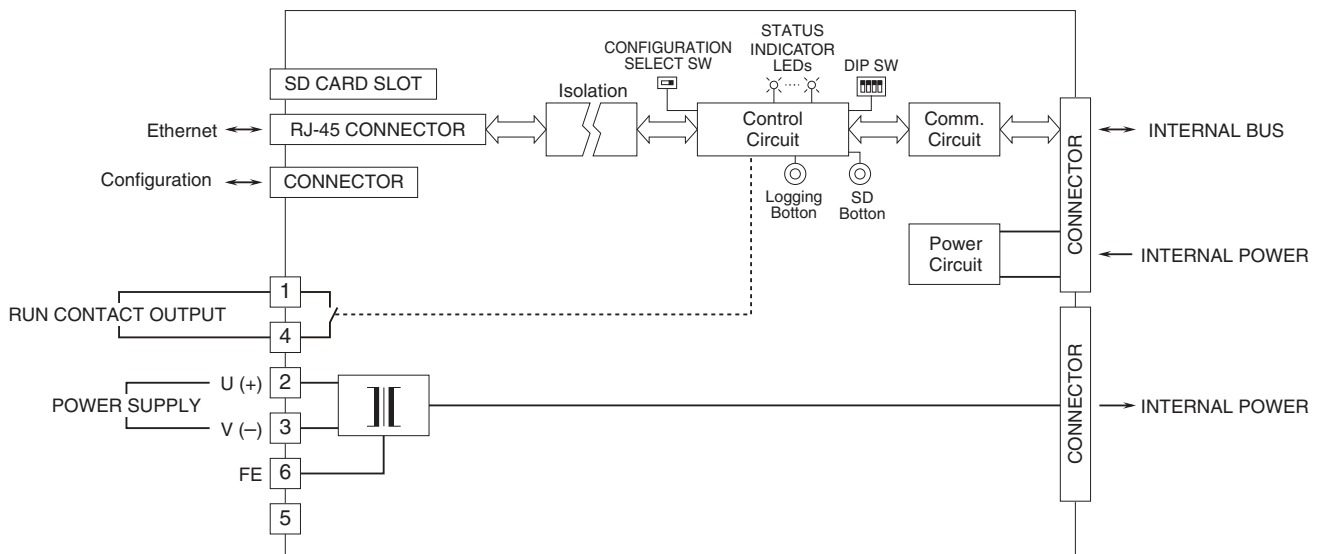 STATUS
INDICATOR
LEDs
CONFIGURATION
SELECT SW
DIP SW
SD CARD SLOT
Isolation
Ethernet
RJ-45 CONNECTOR
Control
Circuit
Comm.
Circuit
CONNECTOR
INTERNAL BUS
Configuration
CONNECTOR
Logging
Botton
SD
Botton
Power
Circuit
INTERNAL POWER
1
RUN CONTACT OUTPUT
4
U (+)
2
POWER SUPPLY
V (–)
3
CONNECTOR
INTERNAL POWER
FE
6
5